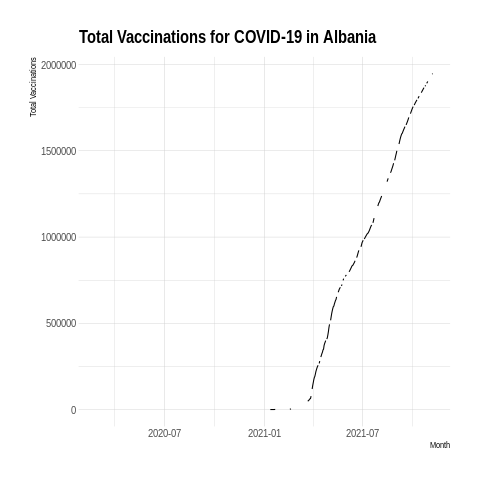 Total Vaccinations for COVID-19 in Albania
Total Vaccinations
2000000
1500000
1000000
500000
0
2020-07 2021-01 2021-07
Month